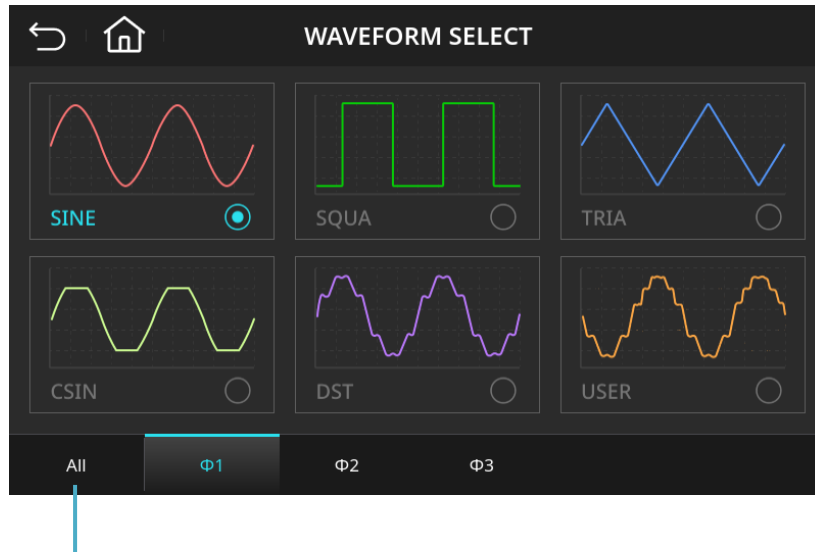 WAVEFORM SELECT
SINE
SQUA
TRIA
CSIN
DST
USER
All
Φ1
Φ2
Φ3